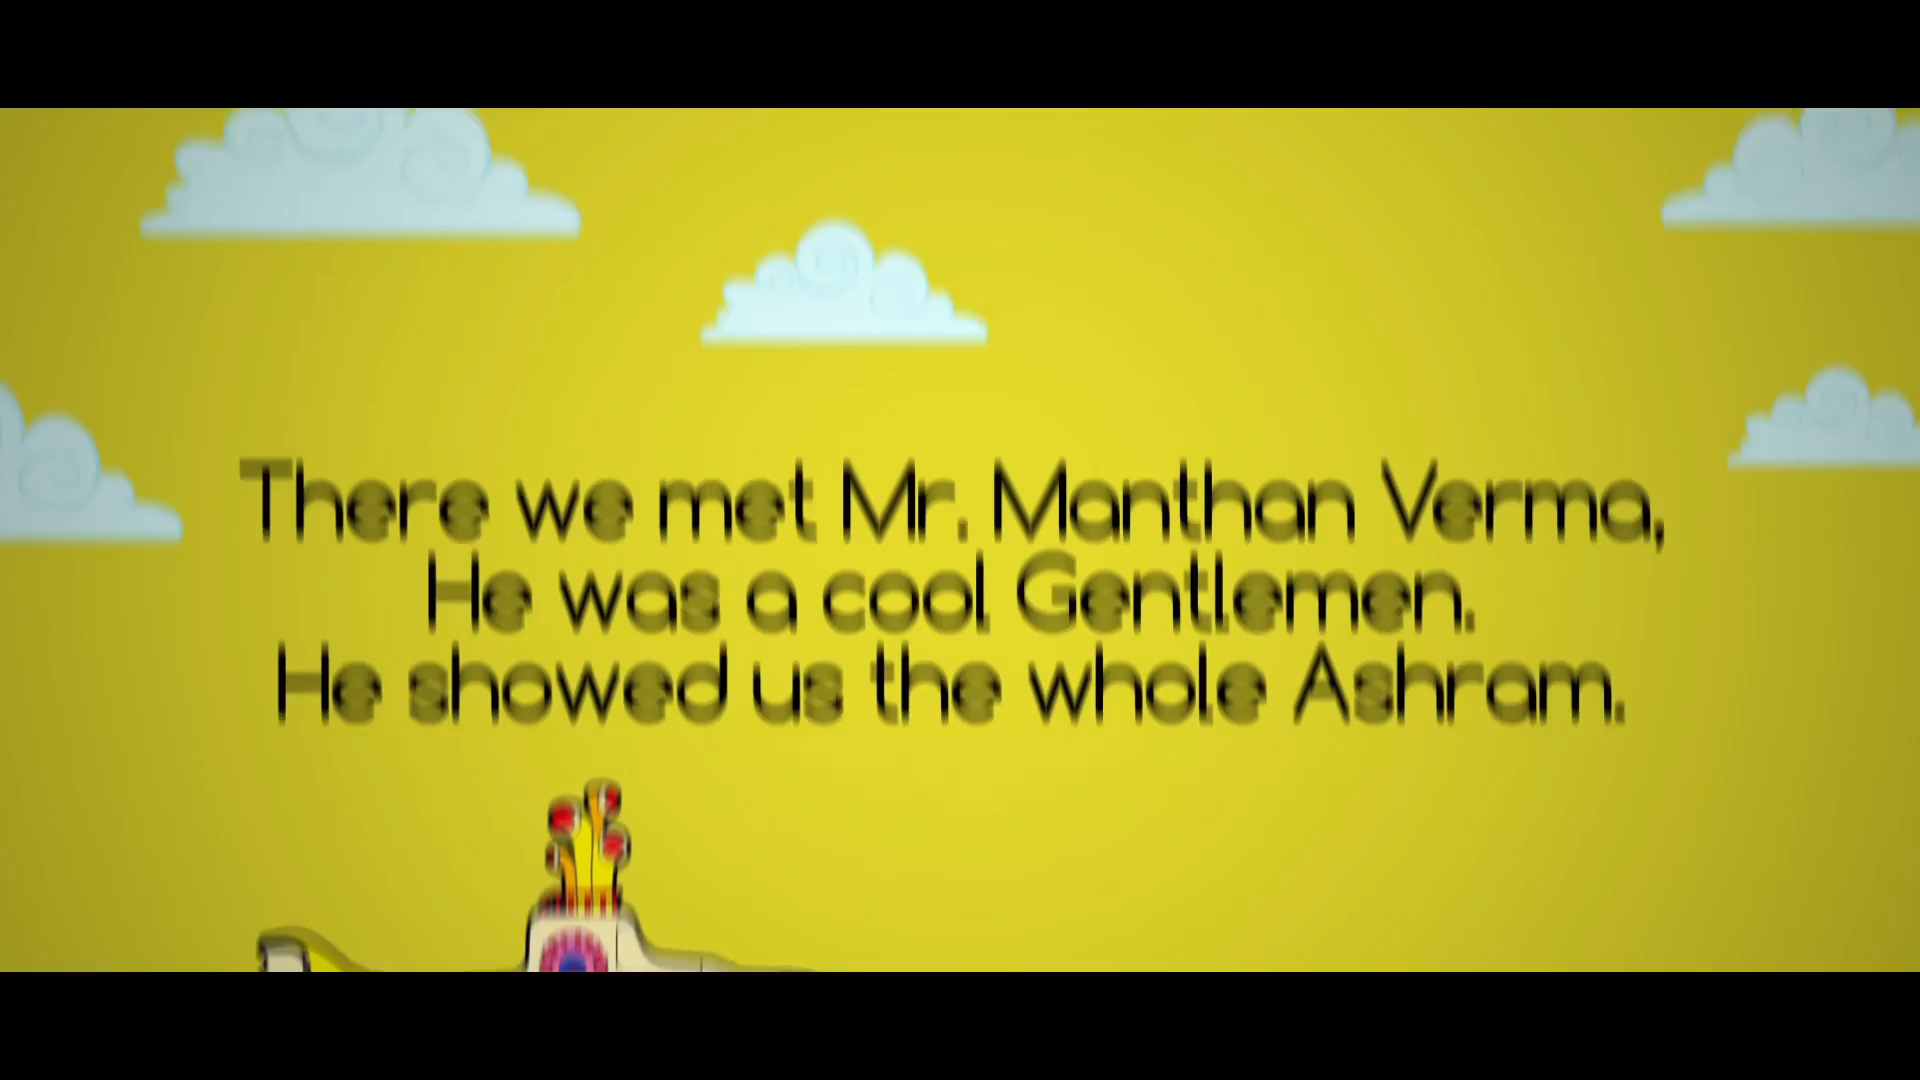 There we met Mr. Manthan Verma,
He was a cool Gentlemen.
He showed us the whole Ashram.